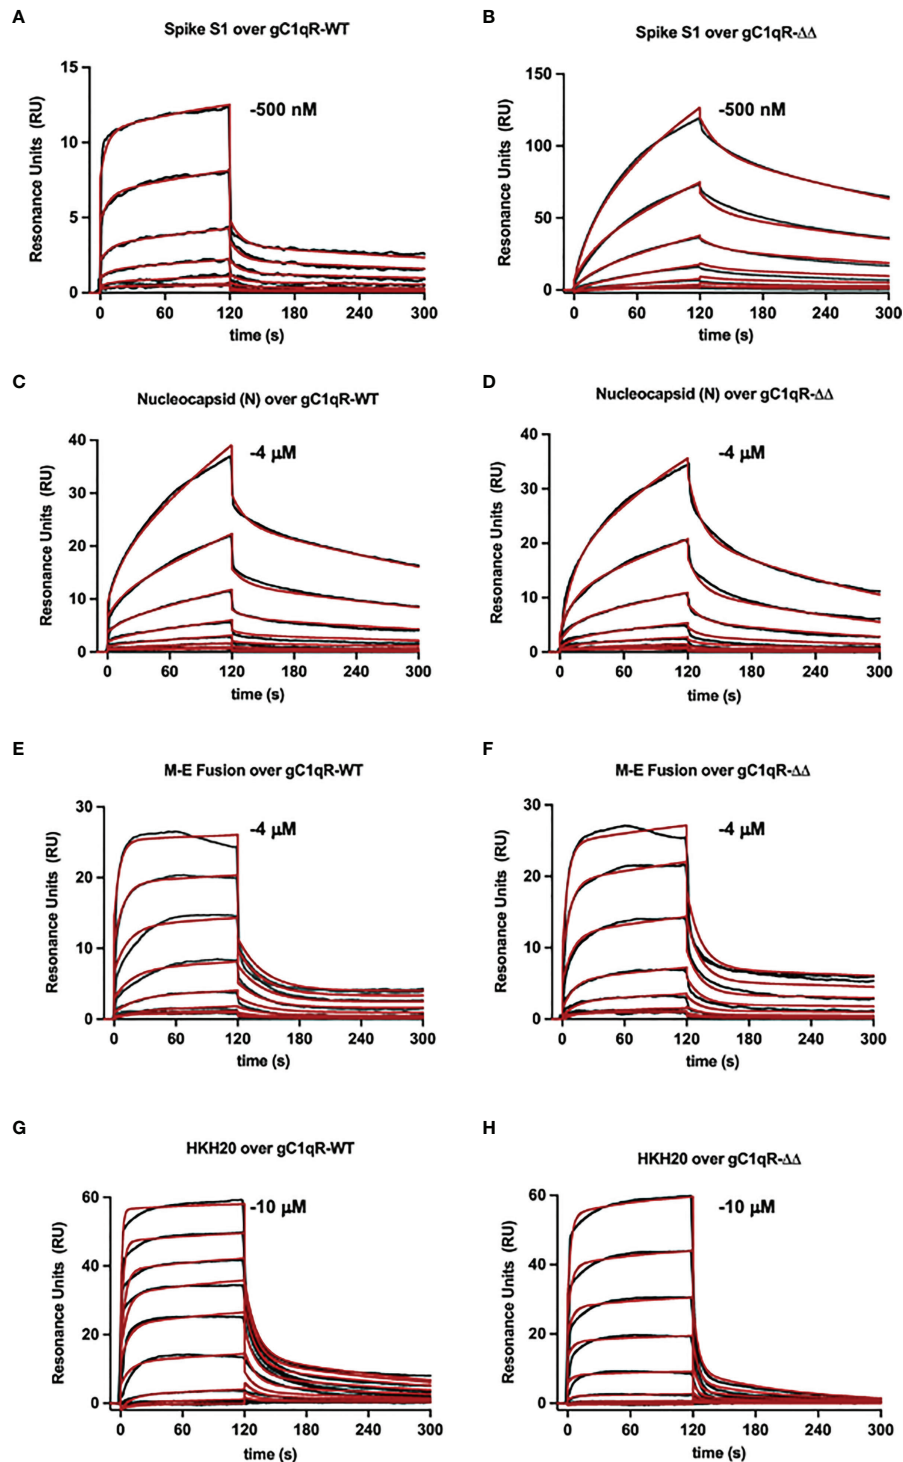 A
Spike S1 over gC1qR-WT
Resonance Units (RU)
15
10
5
0
-500 nM
0 60 120 180 240 300
time (s)
B
Spike S1 over gC1qR-ΔΔ
Resonance Units (RU)
150
100
50
0
-500 nM
0 60 120 180 240 300
time (s)
C
Nucleocapsid (N) over gC1qR-WT
Resonance Units (RU)
40
30
20
10
0
-4 μM
0 60 120 180 240 300
time (s)
D
Nucleocapsid (N) over gC1qR-ΔΔ
Resonance Units (RU)
40
30
20
10
0
-4 μM
0 60 120 180 240 300
time (s)
E
M-E Fusion over gC1qR-WT
Resonance Units (RU)
30
20
10
0
-4 μM
0 60 120 180 240 300
time (s)
F
M-E Fusion over gC1qR-ΔΔ
Resonance Units (RU)
30
20
10
0
-4 μM
0 60 120 180 240 300
time (s)
G
HKH20 over gC1qR-WT
Resonance Units (RU)
60
40
20
0
-10 μM
0 60 120 180 240 300
time (s)
H
HKH20 over gC1qR-ΔΔ
Resonance Units (RU)
60
40
20
0
-10 μM
0 60 120 180 240 300
time (s)